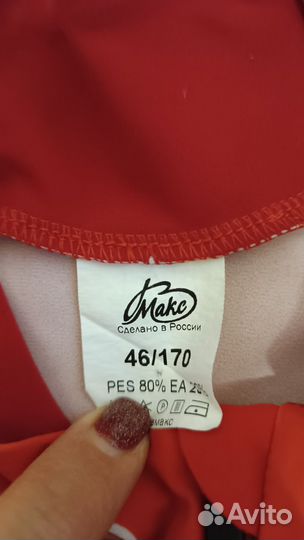 Макс
Сделано в России
46/170
PES 80% EA 20%
Avito